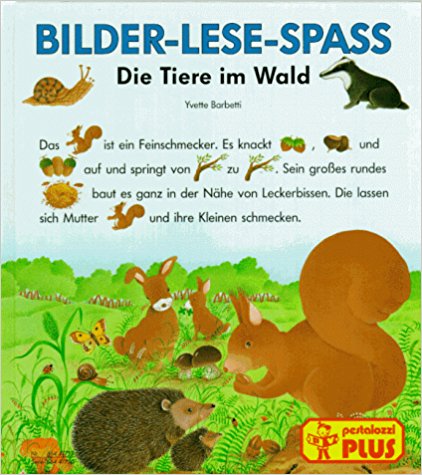 BILDER-LESE-SPASS
Die Tiere im Wald
Yvette Barbetti
Das ist ein Feinschmecker. Es knackt , und
auf und springt von zu . Sein großes rundes
baut es ganz in der Nähe von Leckerbissen. Die lassen
sich Mutter und ihre Kleinen schmecken.
pestalozzi
PLUS